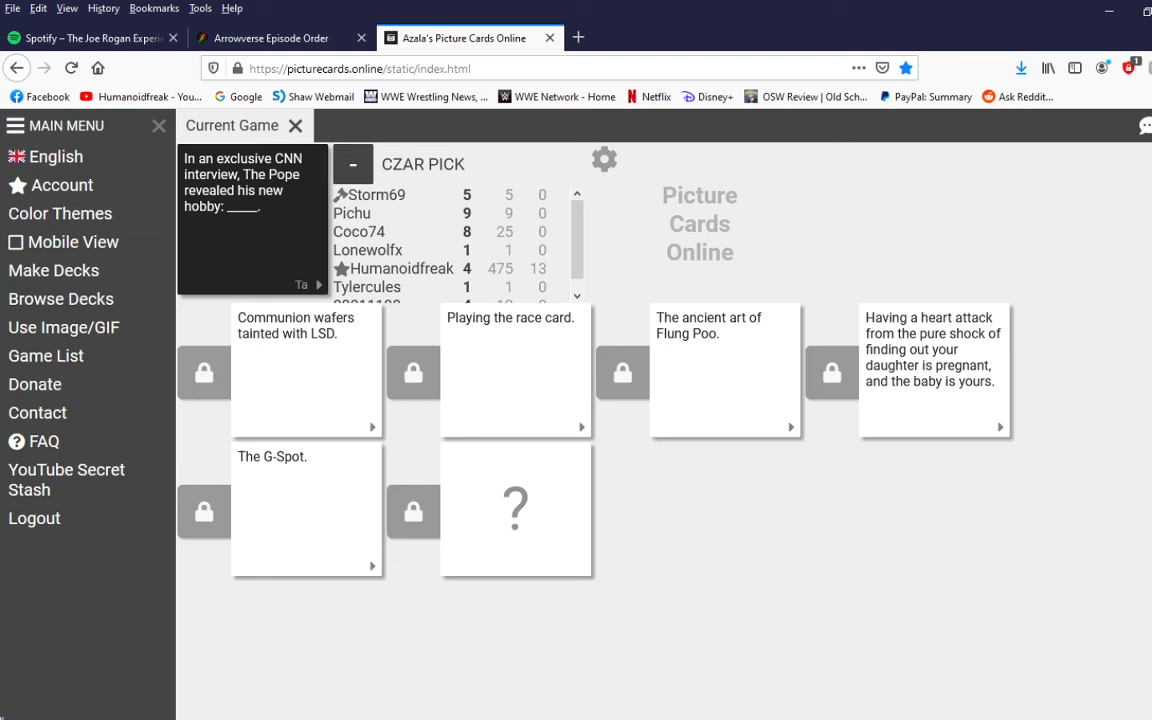 File Edit View History Bookmarks Tools Help
Spotify – The Joe Rogan Experi
Arrowverse Episode Order
Azala's Picture Cards Online
https://picturecards.online/static/index.html
Facebook
Humanoidfreak - Yo...
Google
Shaw Webmail
WWE Wrestling News, ...
WWE Network - Home
Netflix
Disney+
OSW Review | Old Sch...
PayPal: Summary
Ask Reddit...
MAIN MENU
Current Game
English
Account
Color Themes
Mobile View
Make Decks
Browse Decks
Use Image/GIF
Game List
Donate
Contact
? FAQ
YouTube Secret
Stash
Logout
In an exclusive CNN
interview, The Pope
revealed his new
hobby: _____.
Ta
-
CZAR PICK
Storm69 5 5 0
Pichu 9 9 0
Coco74 8 25 0
Lonewolfx 1 1 0
Humanoidfreak 4 475 13
Tylercules 1 1 0
Picture
Cards
Online
Communion wafers
tainted with LSD.
Playing the race card.
The ancient art of
Flung Poo.
Having a heart attack
from the pure shock of
finding out your
daughter is pregnant,
and the baby is yours.
The G-Spot.
?